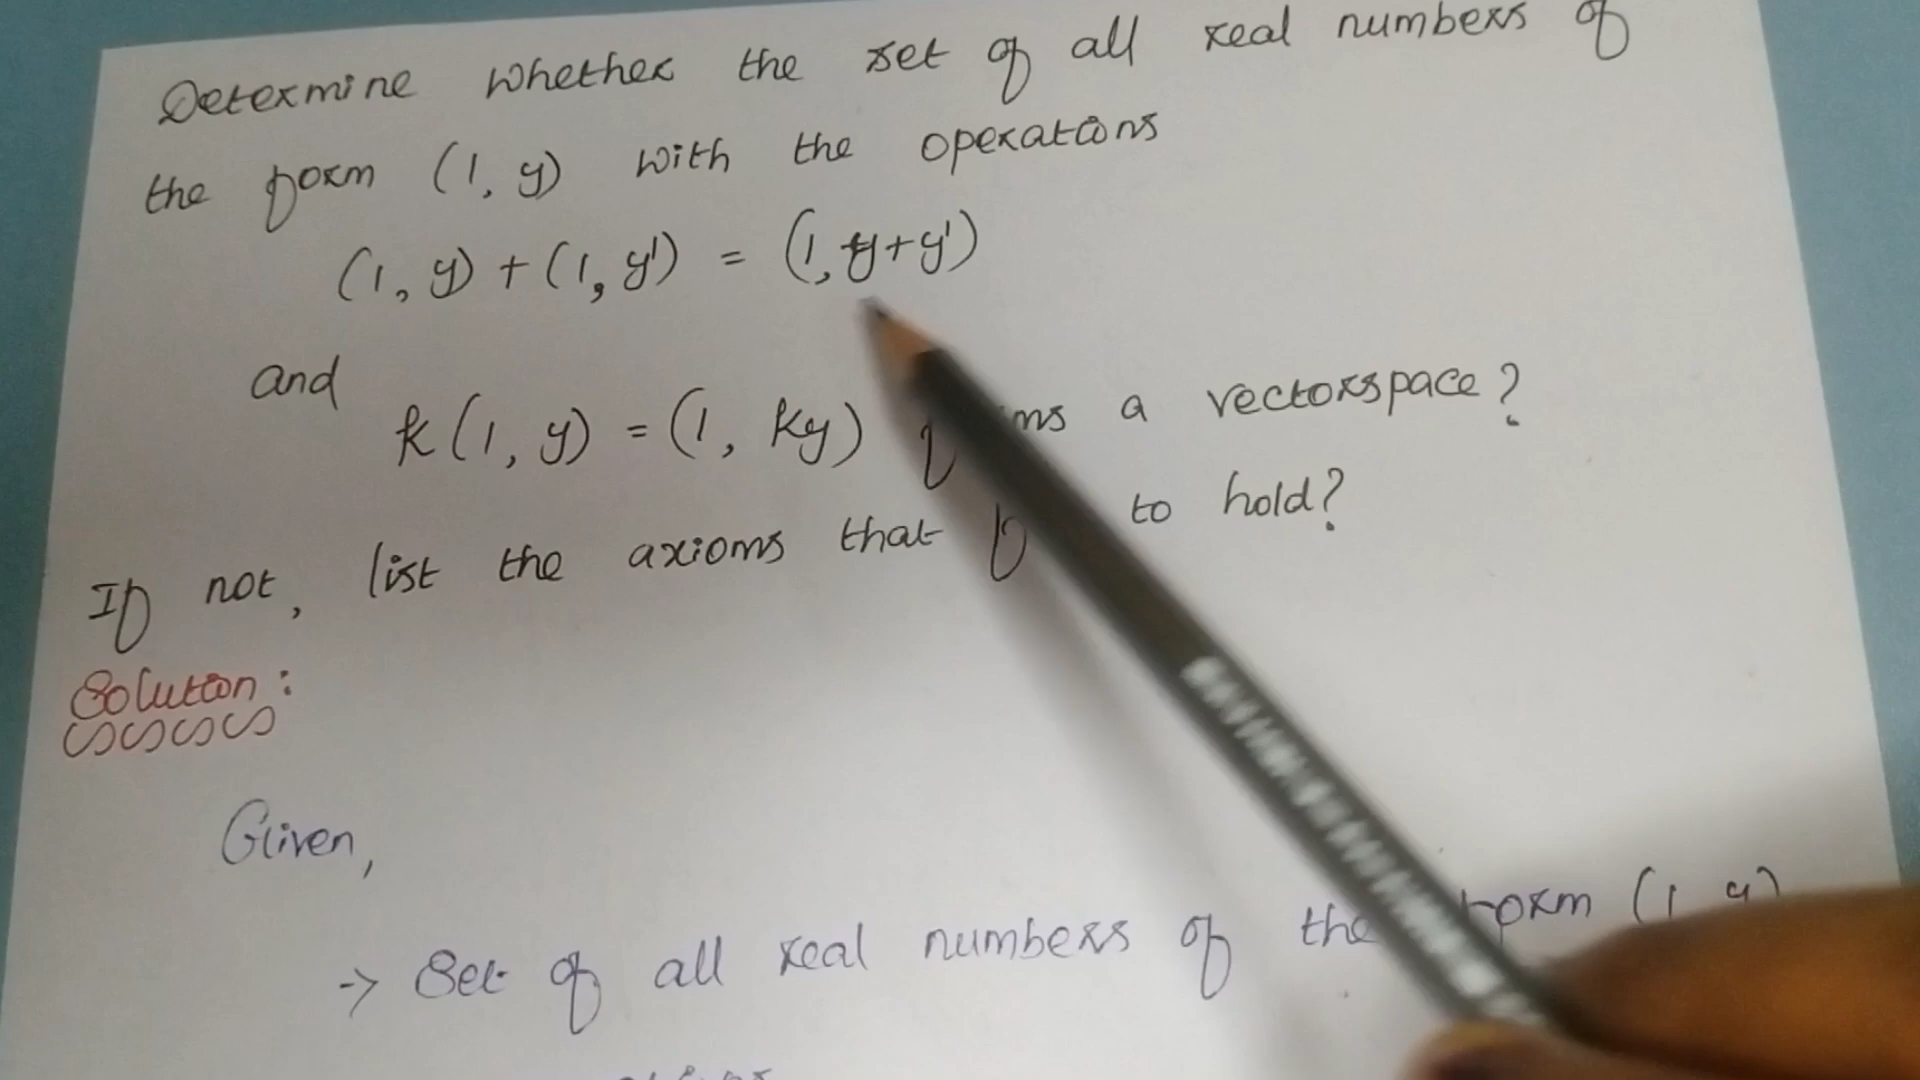 Determine whether the set of all real numbers of
the form (1, y) with the operations
(1, y) + (1, y') = (1, y+y')
and
k(1, y) = (1, ky) a vectorspace?
If not, list the axioms that to hold?
Solution:
Given,
-> Set of all real numbers of the form (1, y)